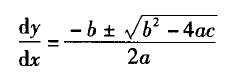 dy/dx = (− b ± √(b² − 4ac)) / 2a